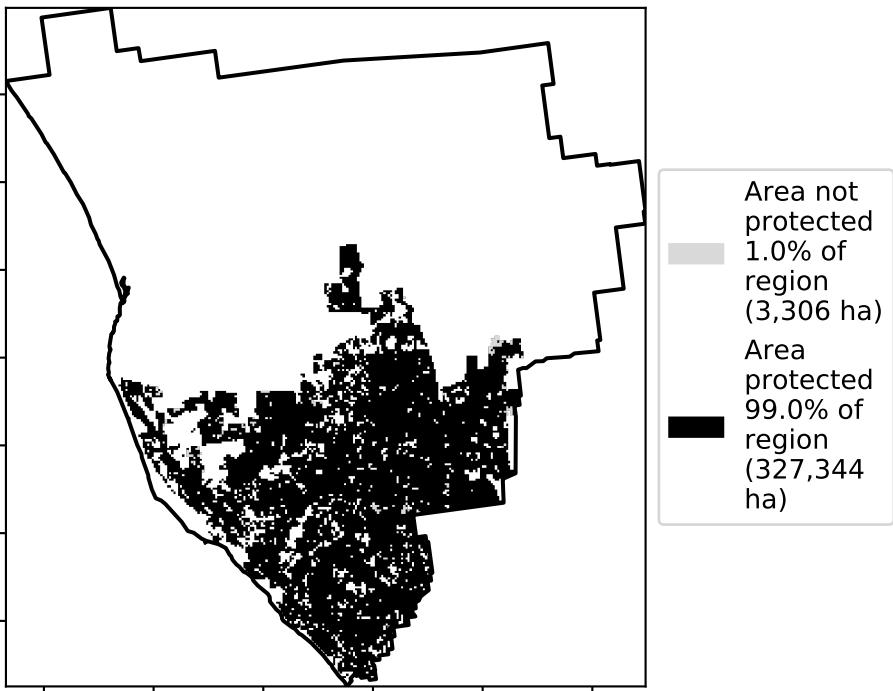 Area not
protected
1.0% of
region
(3,306 ha)
Area
protected
99.0% of
region
(327,344
ha)